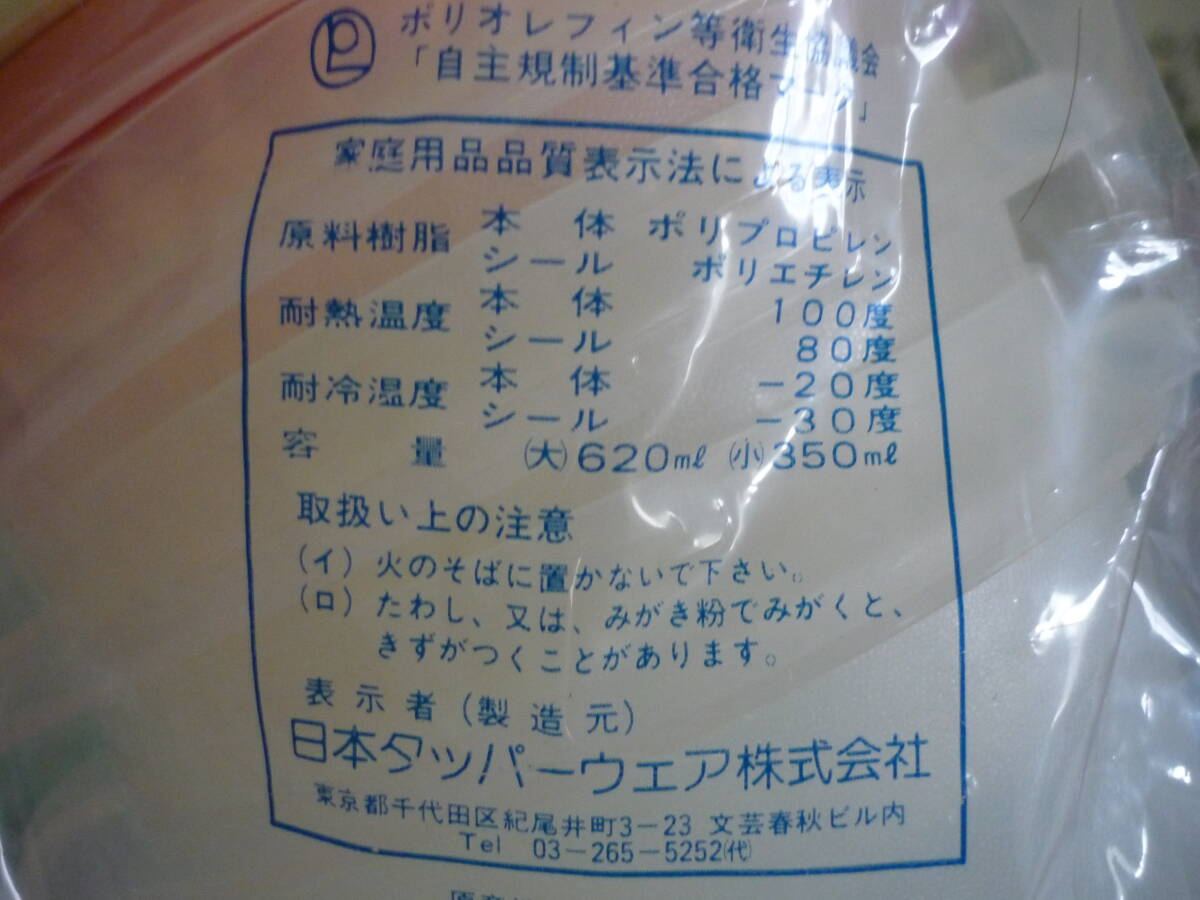 ポリオレフィン等衛生協議会
「自主規制基準合格マーク」
家庭用品品質表示法による表示
原料樹脂 本体 ポリプロピレン
シール ポリエチレン
耐熱温度 本体 100度
シール 80度
耐冷温度 本体 -20度
シール -30度
容量 (大)620ml (小)350ml
取扱い上の注意
(イ) 火のそばに置かないで下さい。
(ロ) たわし、又は、みがき粉でみがくと、
きずがつくことがあります。
表示者(製造元)
日本タッパーウェア株式会社
東京都千代田区紀尾井町3-23 文芸春秋ビル内
Tel 03-265-5252(代)